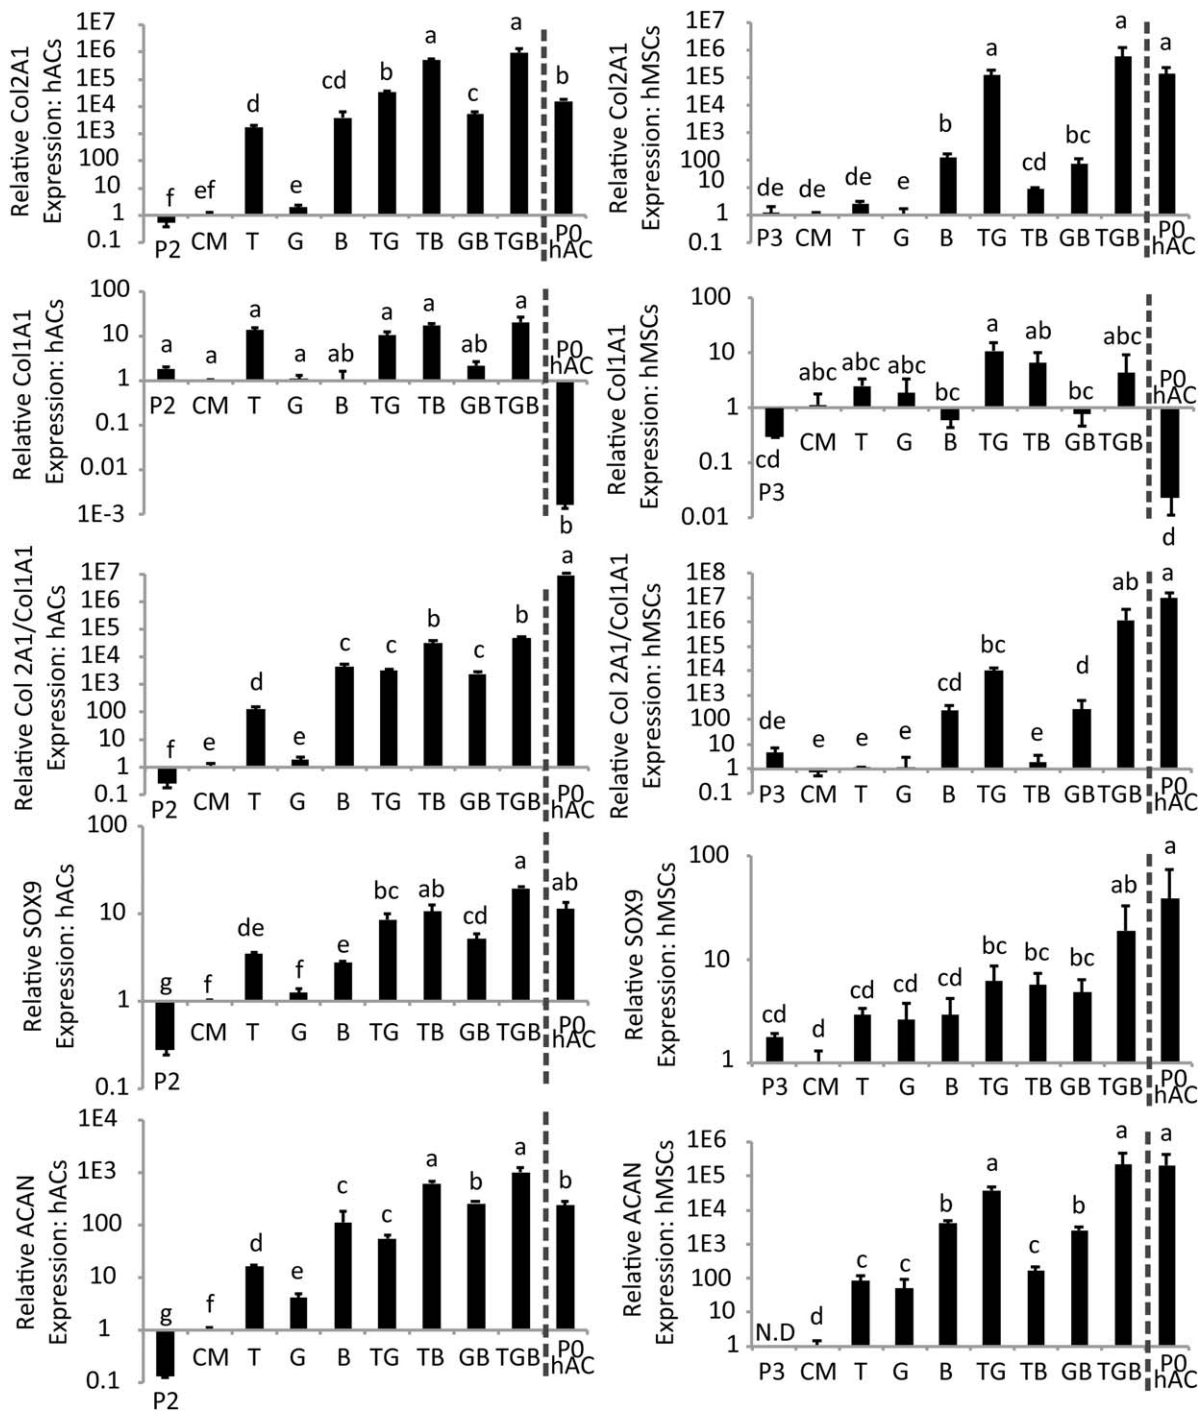 Relative Col2A1
Expression: hACs
1E7
1E6
1E5
1E4
1E3
100
10
1
0.1
f ef d e cd b a c a b
P2 CM T G B TG TB GB TGB P0
hAC
Relative Col2A1
Expression: hMSCs
1E7
1E6
1E5
1E4
1E3
100
10
1
0.1
de de de e b a cd bc a a
P3 CM T G B TG TB GB TGB P0
hAC
Relative Col1A1
Expression: hACs
100
10
1
0.1
0.01
1E-3
a a a a ab a a ab a b
P2 CM T G B TG TB GB TGB P0
hAC
Relative Col1A1
Expression: hMSCs
100
10
1
0.1
0.01
cd abc abc abc bc a ab bc abc d
P3 CM T G B TG TB GB TGB P0
hAC
Relative Col 2A1/Col1A1
Expression: hACs
1E7
1E6
1E5
1E4
1E3
100
10
1
0.1
f e d e c c b c b a
P2 CM T G B TG TB GB TGB P0
hAC
Relative Col 2A1/Col1A1
Expression: hMSCs
1E8
1E7
1E6
1E5
1E4
1E3
100
10
1
0.1
de e e e cd bc e d ab a
P3 CM T G B TG TB GB TGB P0
hAC
Relative SOX9
Expression: hACs
100
10
1
0.1
g f de f e bc ab cd a ab
P2 CM T G B TG TB GB TGB P0
hAC
Relative SOX9
Expression: hMSCs
100
10
1
cd d cd cd cd bc bc bc ab a
P3 CM T G B TG TB GB TGB P0
hAC
Relative ACAN
Expression: hACs
1E4
1E3
100
10
1
0.1
g f d e c c a b a b
P2 CM T G B TG TB GB TGB P0
hAC
Relative ACAN
Expression: hMSCs
1E6
1E5
1E4
1E3
100
10
1
N.D d c c b a c b a a
P3 CM T G B TG TB GB TGB P0
hAC